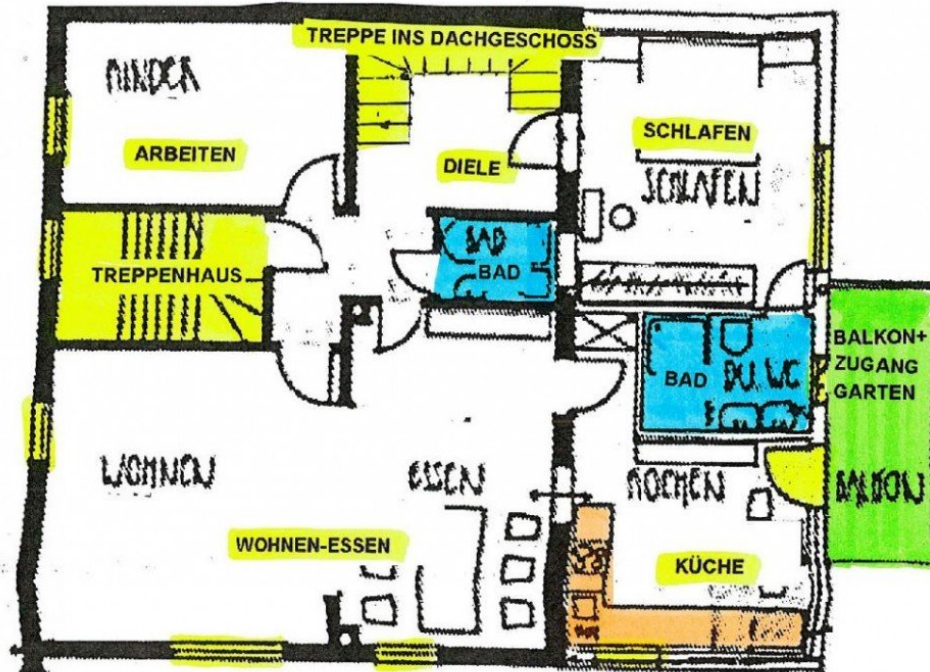 TREPPE INS DACHGESCHOSS
KINDER
ARBEITEN
DIELE
SCHLAFEN
SCHLAFEN
TREPPENHAUS
BAD
BAD
BALKON+
ZUGANG
GARTEN
BAD
DU. WC
WOHNEN
ESSEN
KOCHEN
BALKON
WOHNEN-ESSEN
KÜCHE